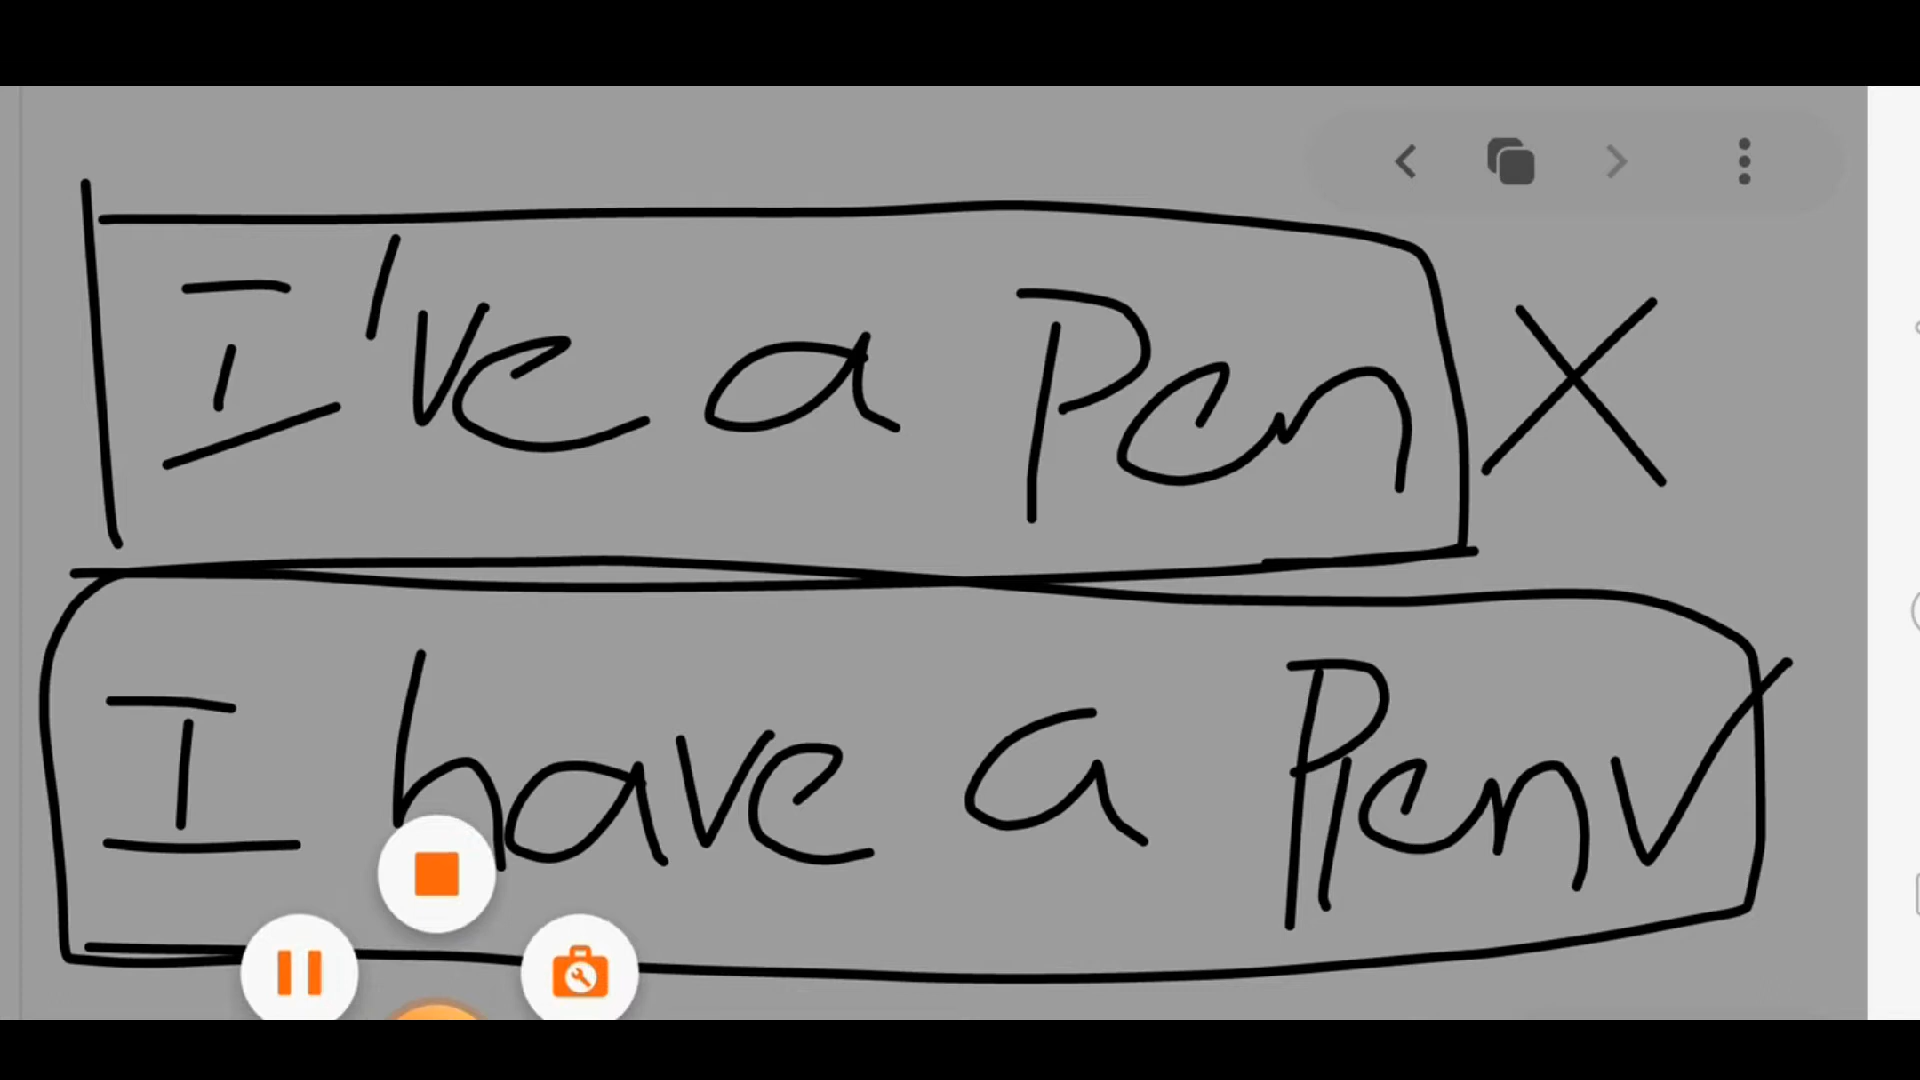 I've a Pen X
I have a Pen ✓